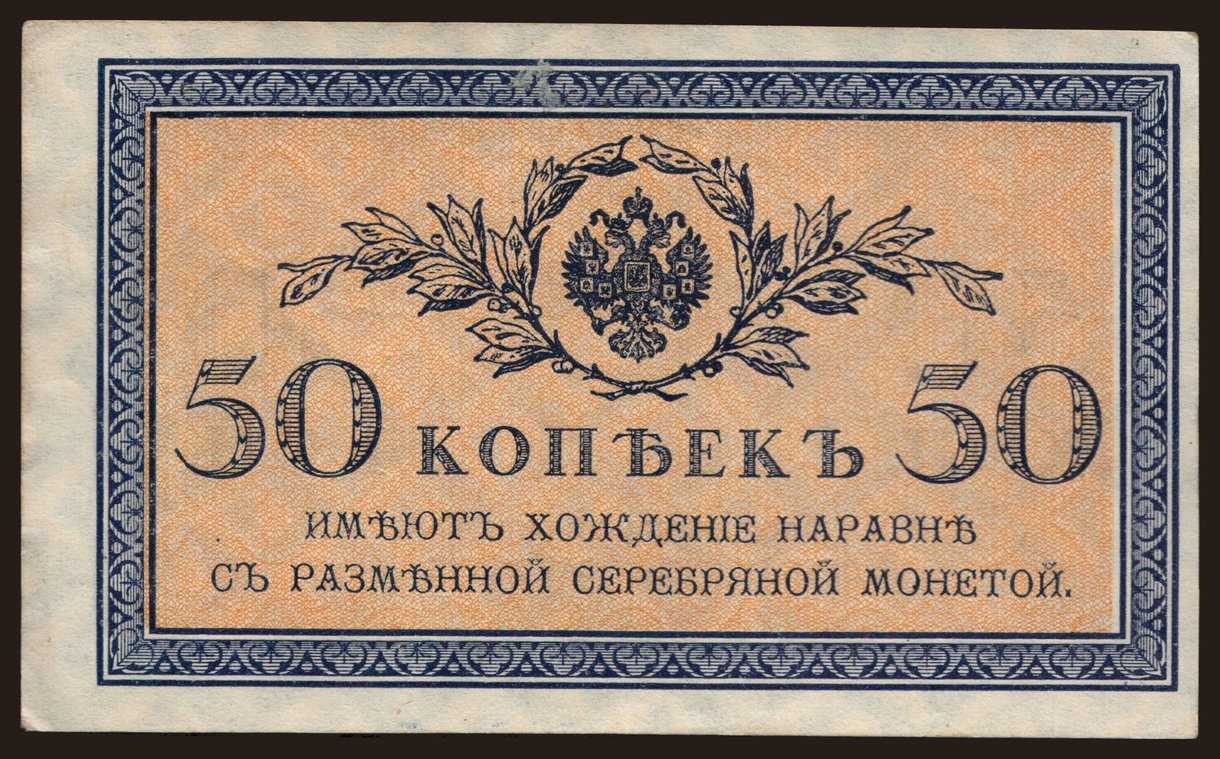 50 КОПѢЕКЪ 50
ИМѢЮТЪ ХОЖДЕНІЕ НАРАВНѢ
СЪ РАЗМѢННОЙ СЕРЕБРЯНОЙ МОНЕТОЙ.